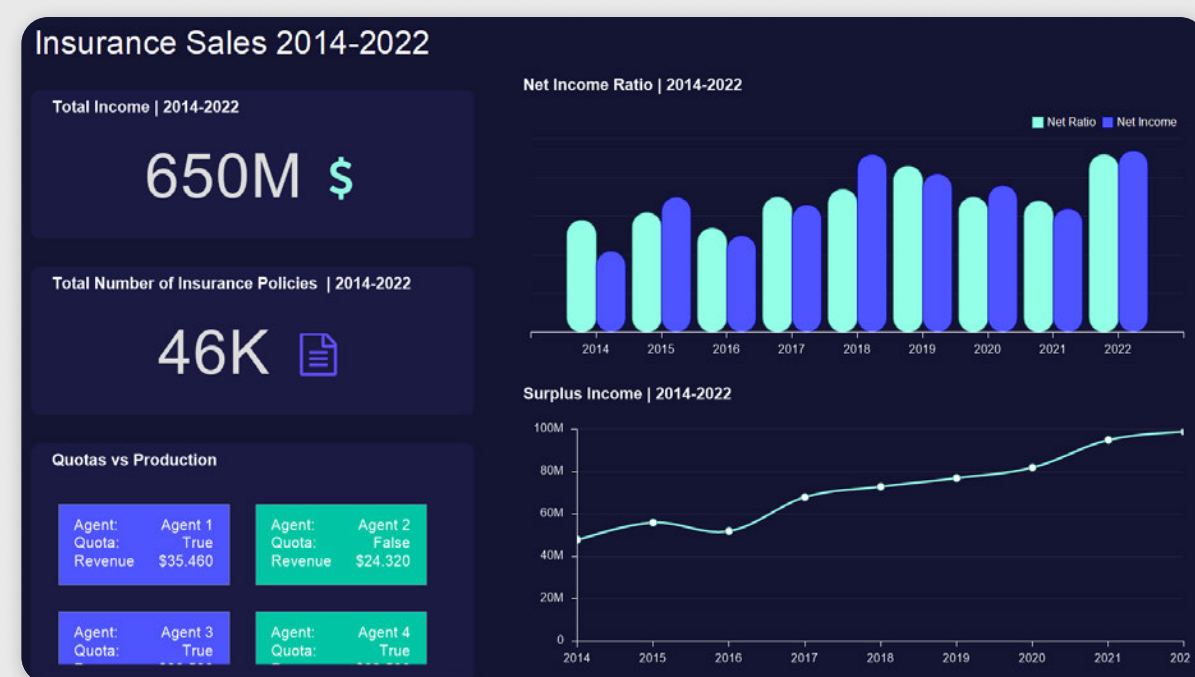 Insurance Sales 2014-2022
Total Income | 2014-2022
650M $
Total Number of Insurance Policies | 2014-2022
46K
Quotas vs Production
Agent: Agent 1
Quota: True
Revenue $35.460
Agent: Agent 2
Quota: False
Revenue $24.320
Agent: Agent 3
Quota: True
Agent: Agent 4
Quota: True
Net Income Ratio | 2014-2022
Net Ratio Net Income
2014 2015 2016 2017 2018 2019 2020 2021 2022
Surplus Income | 2014-2022
100M
80M
60M
40M
20M
0
2014 2015 2016 2017 2018 2019 2020 2021 202